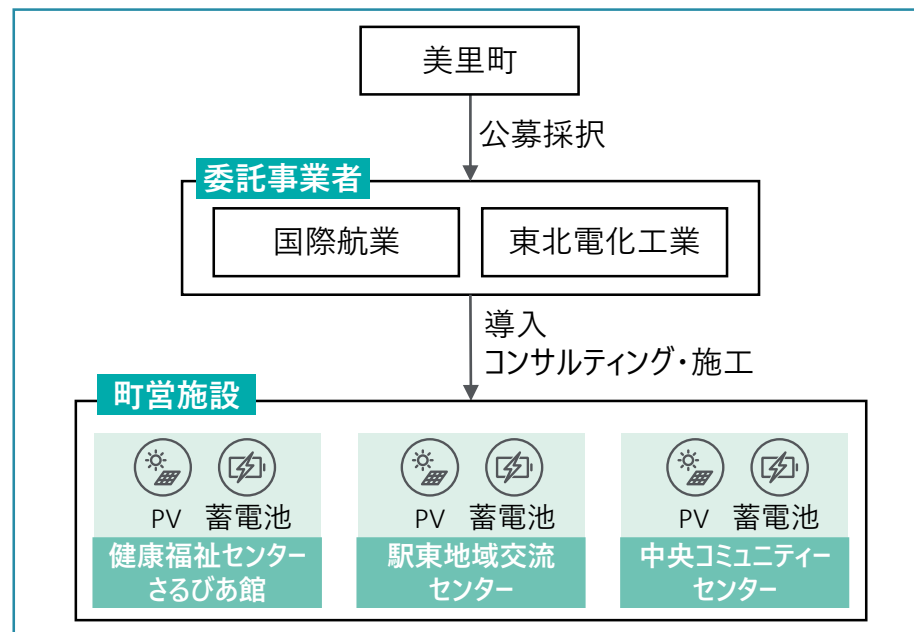 美里町
公募採択
委託事業者
国際航業
東北電化工業
導入
コンサルティング・施工
町営施設
PV 蓄電池
健康福祉センター
さるびあ館
PV 蓄電池
駅東地域交流
センター
PV 蓄電池
中央コミュニティー
センター